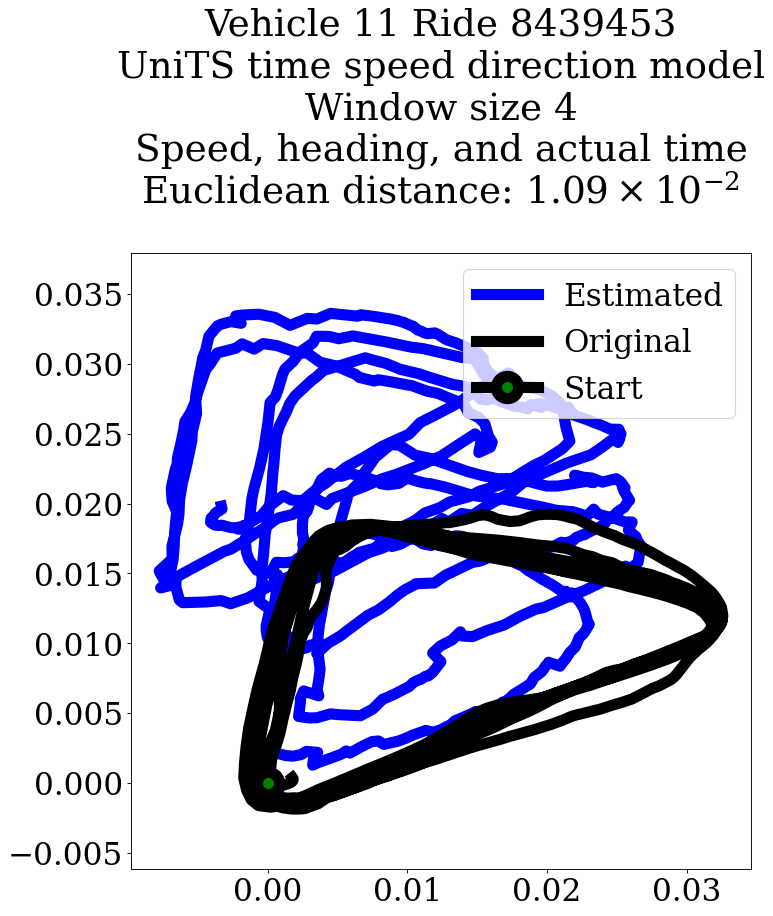 Vehicle 11 Ride 8439453
UniTS time speed direction model
Window size 4
Speed, heading, and actual time
Euclidean distance: 1.09 × 10⁻²
Estimated
Original
Start
0.035
0.030
0.025
0.020
0.015
0.010
0.005
0.000
−0.005
0.00 0.01 0.02 0.03